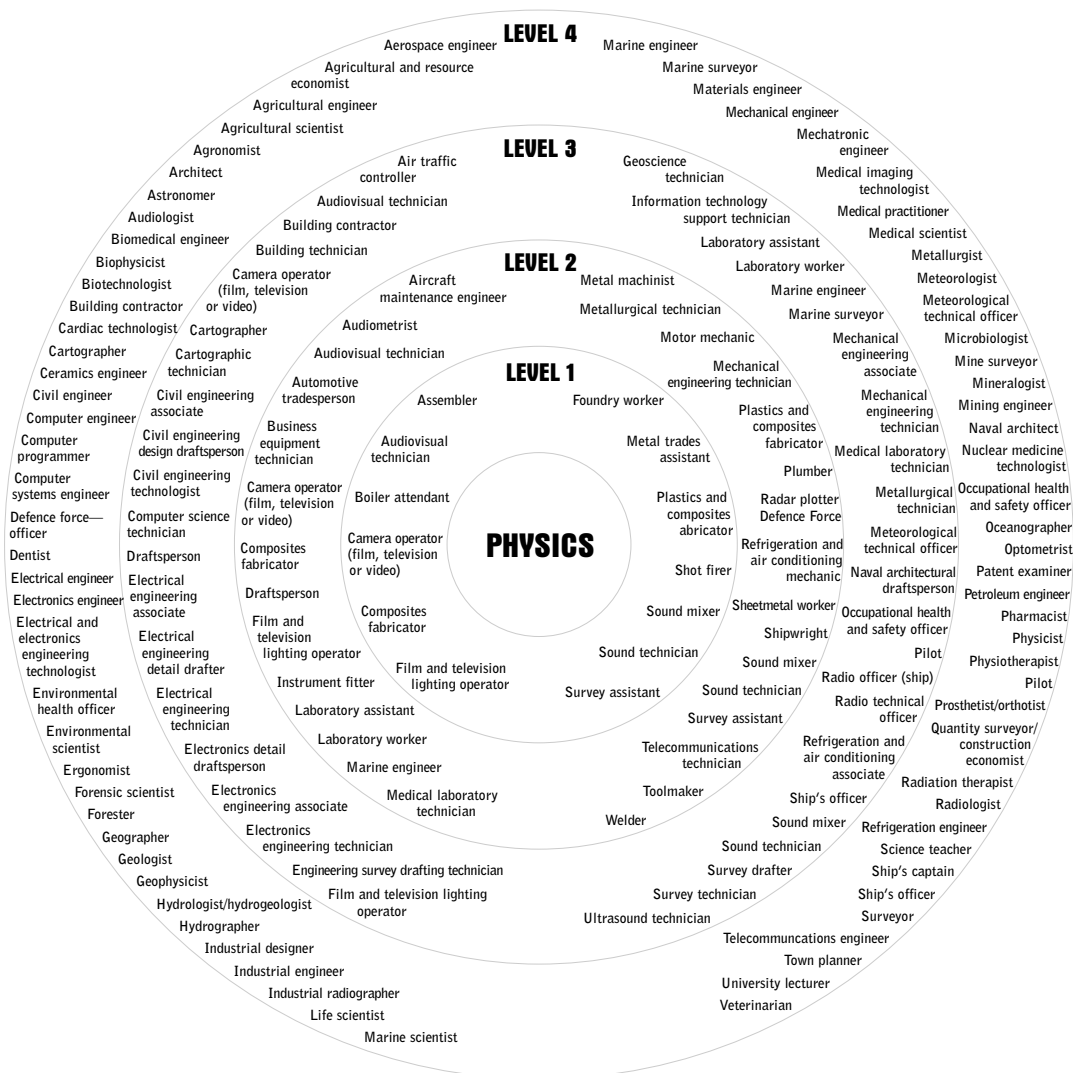 LEVEL 4
Aerospace engineer
Agricultural and resource
economist
Agricultural engineer
Agricultural scientist
Agronomist
Architect
Astronomer
Audiologist
Biomedical engineer
Biophysicist
Biotechnologist
Building contractor
Cardiac technologist
Cartographer
Ceramics engineer
Civil engineer
Computer engineer
Computer
programmer
Computer
systems engineer
Defence force—
officer
Dentist
Electrical engineer
Electronics engineer
Electrical and
electronics
engineering
technologist
Environmental
health officer
Environmental
scientist
Ergonomist
Forensic scientist
Forester
Geographer
Geologist
Geophysicist
Hydrologist/hydrogeologist
Hydrographer
Industrial designer
Industrial engineer
Industrial radiographer
Life scientist
Marine scientist
Marine engineer
Marine surveyor
Materials engineer
Mechanical engineer
Mechatronic
engineer
Medical imaging
technologist
Medical practitioner
Medical scientist
Metallurgist
Meteorologist
Meteorological
technical officer
Microbiologist
Mine surveyor
Mineralogist
Mining engineer
Naval architect
Nuclear medicine
technologist
Occupational health
and safety officer
Oceanographer
Optometrist
Patent examiner
Petroleum engineer
Pharmacist
Physicist
Physiotherapist
Pilot
Prosthetist/orthotist
Quantity surveyor/
construction
economist
Radiation therapist
Radiologist
Refrigeration engineer
Science teacher
Ship's captain
Ship's officer
Surveyor
Telecommuncations engineer
Town planner
University lecturer
Veterinarian
LEVEL 3
Air traffic
controller
Audiovisual technician
Building contractor
Building technician
Camera operator
(film, television
or video)
Cartographer
Cartographic
technician
Civil engineering
associate
Civil engineering
design draftsperson
Civil engineering
technologist
Computer science
technician
Draftsperson
Electrical
engineering
associate
Electrical
engineering
detail drafter
Electrical
engineering
technician
Electronics detail
draftsperson
Electronics
engineering associate
Electronics
engineering technician
Engineering survey drafting technician
Film and television lighting
operator
Geoscience
technician
Information technology
support technician
Laboratory assistant
Laboratory worker
Marine engineer
Marine surveyor
Mechanical
engineering
associate
Mechanical
engineering
technician
Medical laboratory
technician
Metallurgical
technician
Meteorological
technical officer
Naval architectural
draftsperson
Occupational health
and safety officer
Pilot
Radio officer (ship)
Radio technical
officer
Refrigeration and
air conditioning
associate
Ship's officer
Sound mixer
Sound technician
Survey drafter
Survey technician
Ultrasound technician
LEVEL 2
Aircraft
maintenance engineer
Audiometrist
Audiovisual technician
Automotive
tradesperson
Business
equipment
technician
Camera operator
(film, television
or video)
Composites
fabricator
Draftsperson
Film and
television
lighting operator
Instrument fitter
Laboratory assistant
Laboratory worker
Marine engineer
Medical laboratory
technician
Metal machinist
Metallurgical technician
Motor mechanic
Mechanical
engineering technician
Plastics and
composites
fabricator
Plumber
Radar plotter
Defence Force
Refrigeration and
air conditioning
mechanic
Sheetmetal worker
Shipwright
Sound mixer
Sound technician
Survey assistant
Telecommunications
technician
Toolmaker
Welder
LEVEL 1
Assembler
Audiovisual
technician
Boiler attendant
Camera operator
(film, television
or video)
Composites
fabricator
Film and television
lighting operator
Foundry worker
Metal trades
assistant
Plastics and
composites
abricator
Shot firer
Sound mixer
Sound technician
Survey assistant
PHYSICS